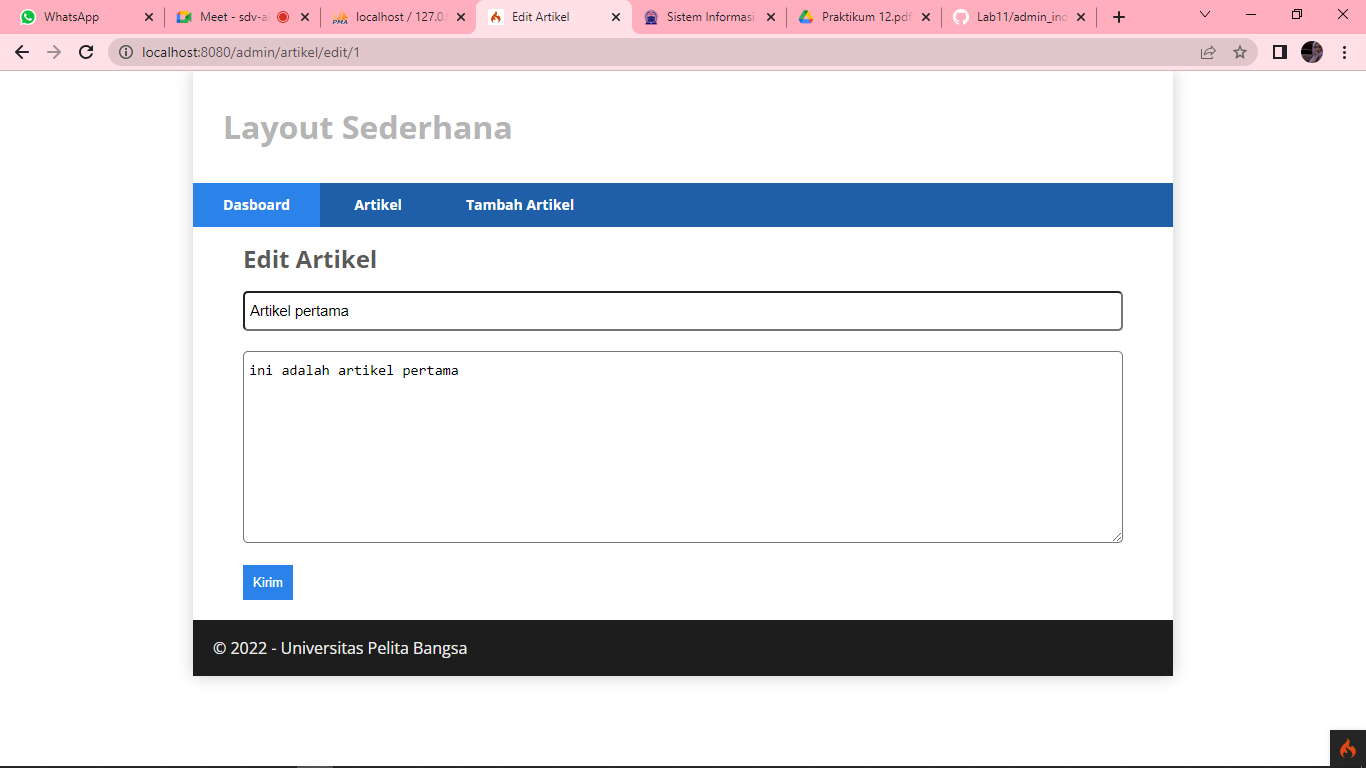 WhatsApp
Meet - sdv-a
localhost / 127.0.
Edit Artikel
Sistem Informasi
Praktikum 12.pdf
Lab11/admin_inc
localhost:8080/admin/artikel/edit/1
Layout Sederhana
Dasboard Artikel Tambah Artikel
Edit Artikel
Artikel pertama
ini adalah artikel pertama
Kirim
© 2022 - Universitas Pelita Bangsa